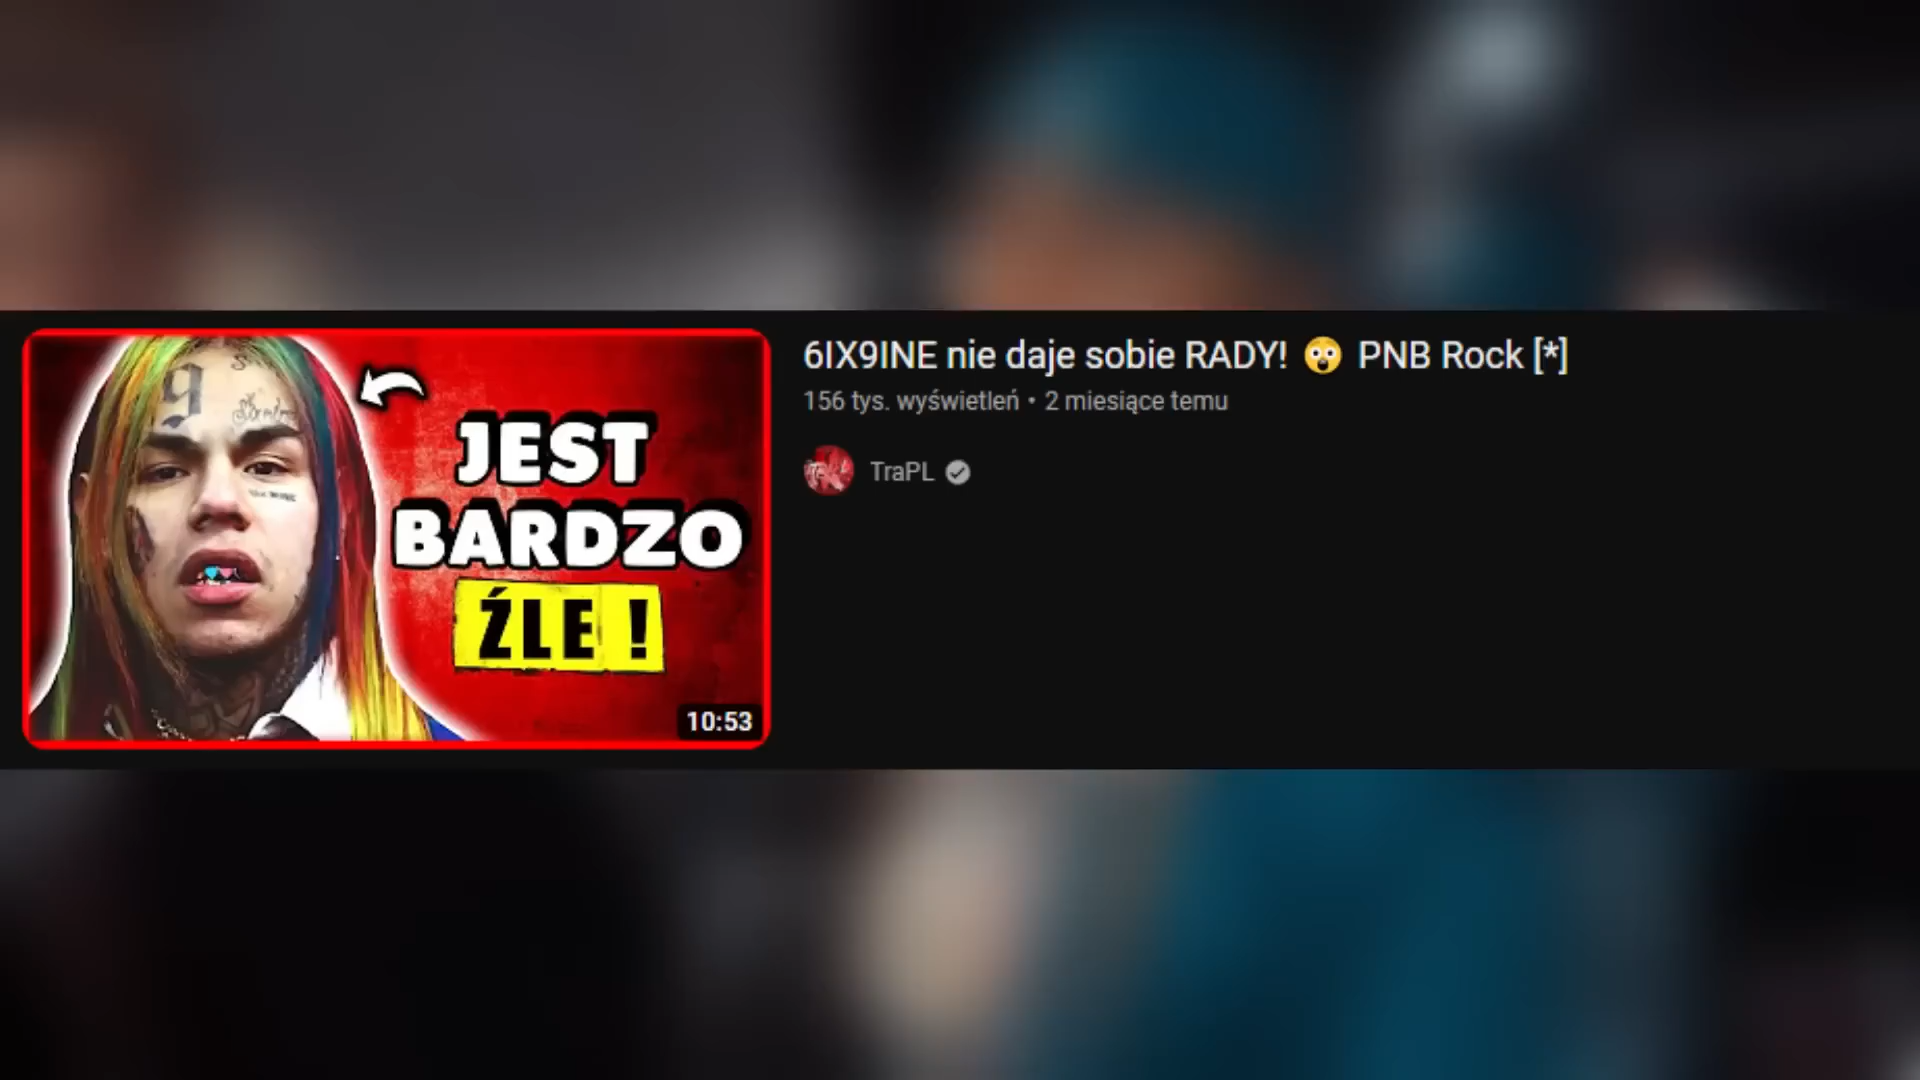 JEST
BARDZO
ŹLE !
10:53
6IX9INE nie daje sobie RADY! 😲 PNB Rock [*]
156 tys. wyświetleń • 2 miesiące temu
TraPL